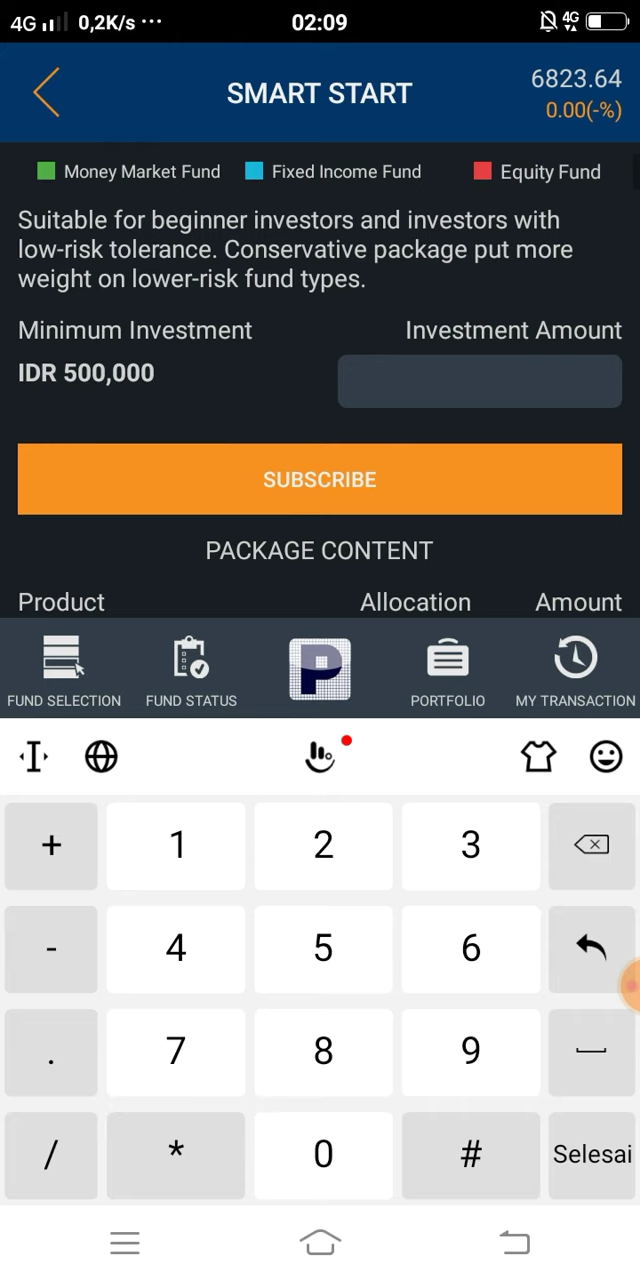 4G 0,2K/s ··· 02:09 4G
SMART START
6823.64
0.00(-%)
Money Market Fund Fixed Income Fund Equity Fund
Suitable for beginner investors and investors with
low-risk tolerance. Conservative package put more
weight on lower-risk fund types.
Minimum Investment Investment Amount
IDR 500,000
SUBSCRIBE
PACKAGE CONTENT
Product Allocation Amount
P
FUND SELECTION FUND STATUS PORTFOLIO MY TRANSACTION
+ 1 2 3
- 4 5 6
. 7 8 9
/ * 0 # Selesai